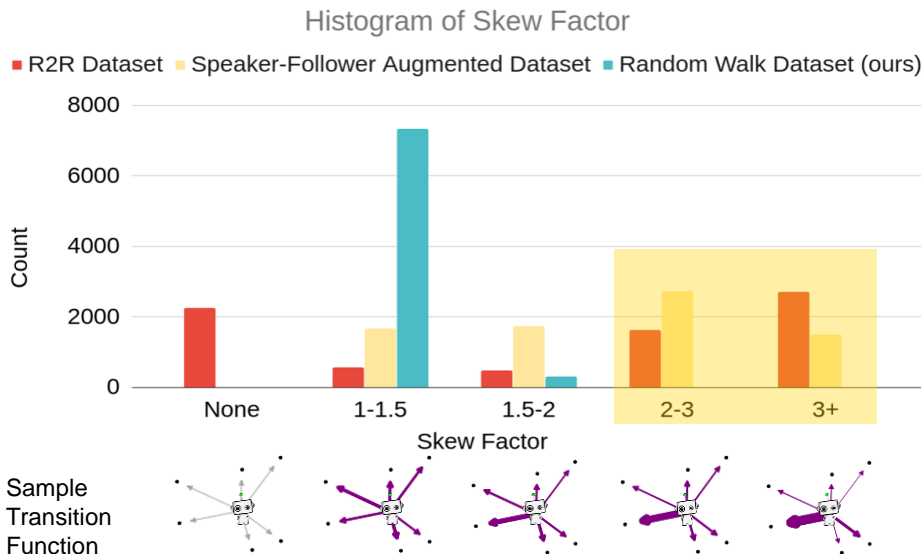 Histogram of Skew Factor
R2R Dataset Speaker-Follower Augmented Dataset Random Walk Dataset (ours)
8000
6000
4000
2000
0
Count
None 1-1.5 1.5-2 2-3 3+
Skew Factor
Sample
Transition
Function